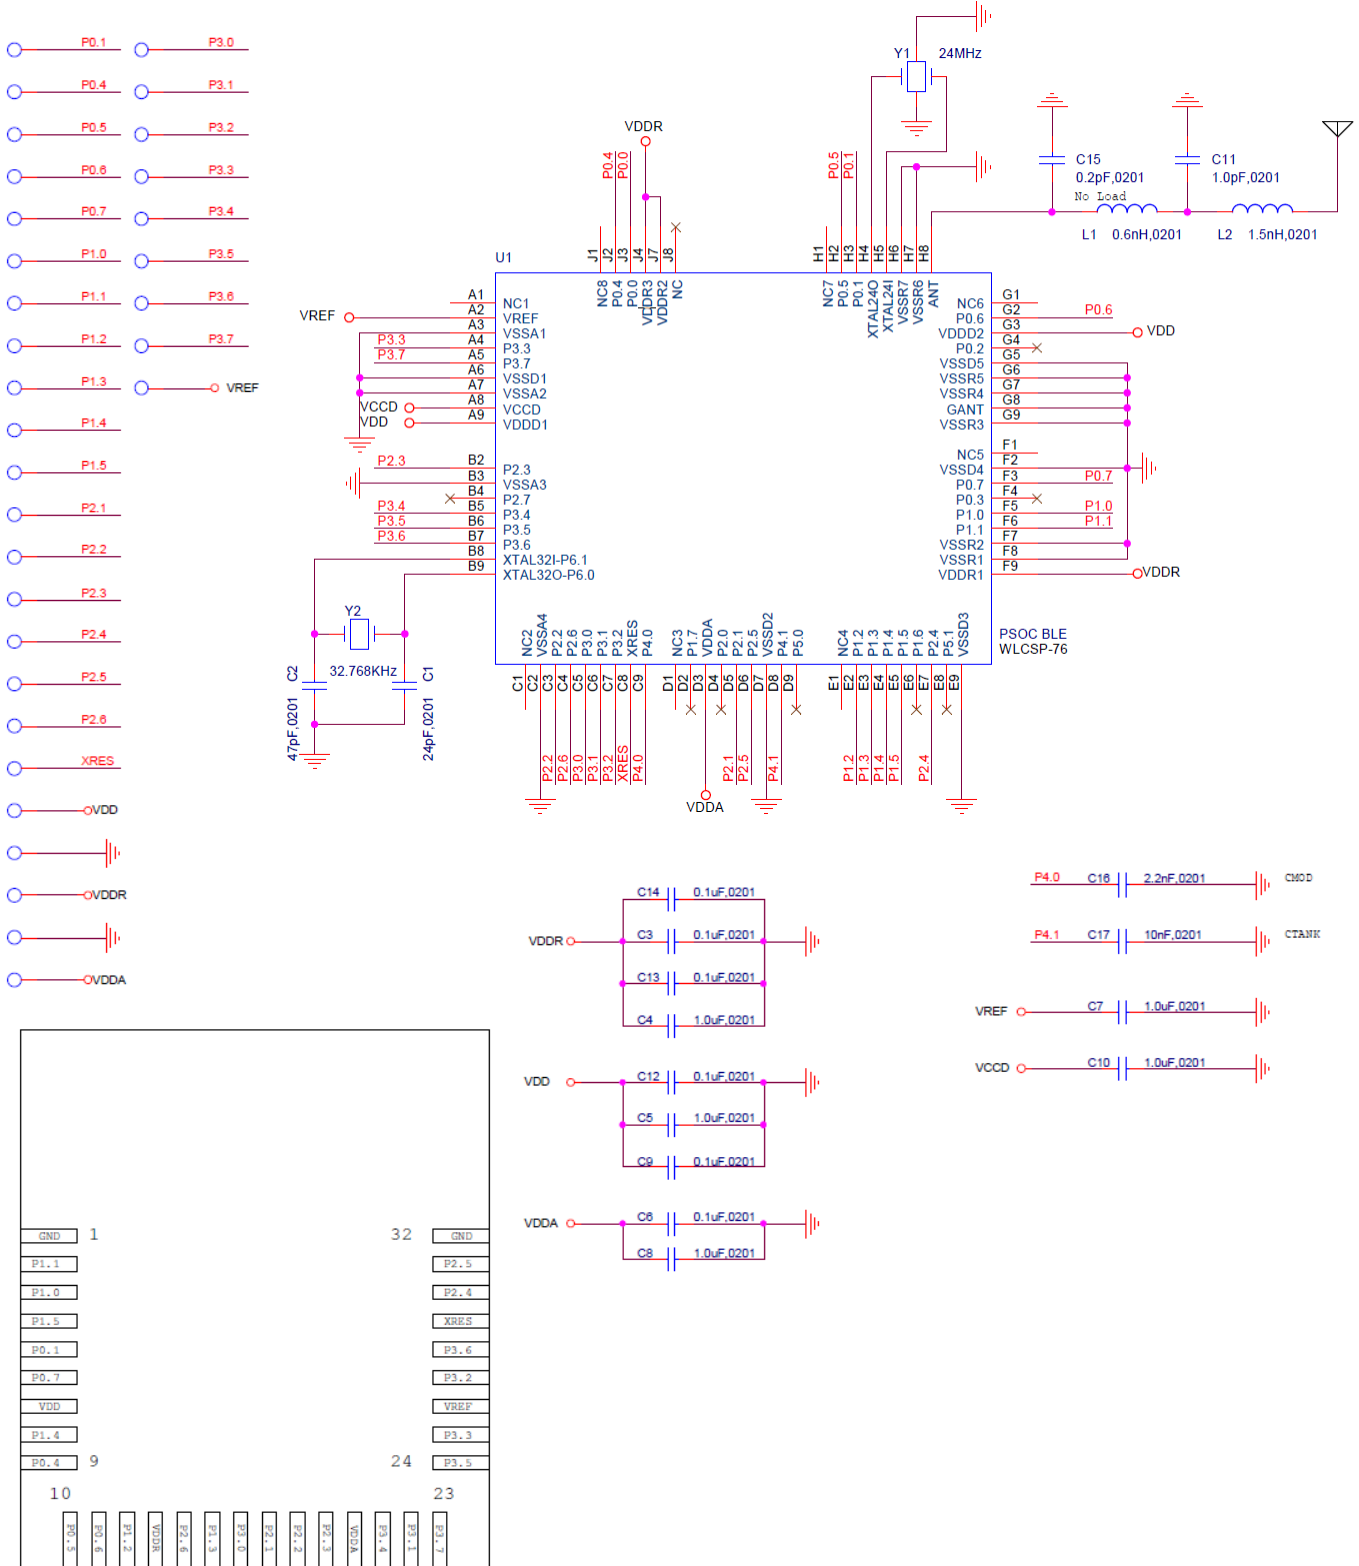 P0.1 P3.0
P0.4 P3.1
P0.5 P3.2
P0.6 P3.3
P0.7 P3.4
P1.0 P3.5
P1.1 P3.6
P1.2 P3.7
P1.3 VREF
P1.4
P1.5
P2.1
P2.2
P2.3
P2.4
P2.5
P2.6
XRES
VDD
VDDR
VDDA
Y1 24MHz
VDDR
P0.4 P0.0
P0.5 P0.1
C15
0.2pF,0201
No Load
C11
1.0pF,0201
L1 0.6nH,0201
L2 1.5nH,0201
U1
J1 J2 J3 J4 J7 J8
H1 H2 H3 H4 H5 H6 H7 H8
NC8 P0.4 P0.0 VDDR3 VDDR2 NC
NC7 P0.5 P0.1 XTAL24O XTAL24I VSSR7 VSSR6 ANT
A1 NC1
VREF A2 VREF
A3 VSSA1
P3.3 A4 P3.3
P3.7 A5 P3.7
A6 VSSD1
A7 VSSA2
VCCD A8 VCCD
VDD A9 VDDD1
P2.3 B2 P2.3
B3 VSSA3
B4 P2.7
P3.4 B5 P3.4
P3.5 B6 P3.5
P3.6 B7 P3.6
B8 XTAL32I-P6.1
B9 XTAL32O-P6.0
NC6 G1
P0.6 G2 P0.6
VDDD2 G3 VDD
P0.2 G4
VSSD5 G5
VSSR5 G6
VSSR4 G7
GANT G8
VSSR3 G9
NC5 F1
VSSD4 F2
P0.7 F3 P0.7
P0.3 F4
P1.0 F5 P1.0
P1.1 F6 P1.1
VSSR2 F7
VSSR1 F8
VDDR1 F9 VDDR
PSOC BLE
WLCSP-76
Y2
32.768KHz
C2
47pF,0201
C1
24pF,0201
NC2 VSSA4 P2.2 P2.6 P3.0 P3.1 P3.2 XRES P4.0
NC3 P1.7 VDDA P2.0 P2.1 P2.5 VSSD2 P4.1 P5.0
NC4 P1.2 P1.3 P1.4 P1.5 P1.6 P2.4 P5.1 VSSD3
C1 C2 C3 C4 C5 C6 C7 C8 C9
D1 D2 D3 D4 D5 D6 D7 D8 D9
E1 E2 E3 E4 E5 E6 E7 E8 E9
P2.2 P2.6 P3.0 P3.1 P3.2 XRES P4.0
P2.1 P2.5 P4.1
P1.2 P1.3 P1.4 P1.5 P2.4
VDDA
C14 0.1uF,0201
VDDR C3 0.1uF,0201
C13 0.1uF,0201
C4 1.0uF,0201
VDD C12 0.1uF,0201
C5 1.0uF,0201
C9 0.1uF,0201
VDDA C6 0.1uF,0201
C8 1.0uF,0201
P4.0 C16 2.2nF,0201 CMOD
P4.1 C17 10nF,0201 CTANK
VREF C7 1.0uF,0201
VCCD C10 1.0uF,0201
GND 1 32 GND
P1.1 P2.5
P1.0 P2.4
P1.5 XRES
P0.1 P3.6
P0.7 P3.2
VDD VREF
P1.4 P3.3
P0.4 9 24 P3.5
10 23
P0.5 P0.6 P1.2 VDDR P2.6 P1.3 P3.0 P2.1 P2.2 P2.3 VDDA P3.4 P3.1 P3.7